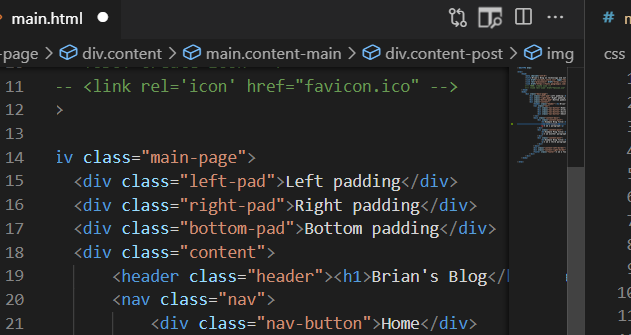 main.html
-page > div.content > main.content-main > div.content-post > img
css
11 -- <link rel='icon' href="favicon.ico" -->
12 >
13
14 iv class="main-page">
15 <div class="left-pad">Left padding</div>
16 <div class="right-pad">Right padding</div>
17 <div class="bottom-pad">Bottom padding</div>
18 <div class="content">
19 <header class="header"><h1>Brian's Blog</
20 <nav class="nav">
21 <div class="nav-button">Home</div>